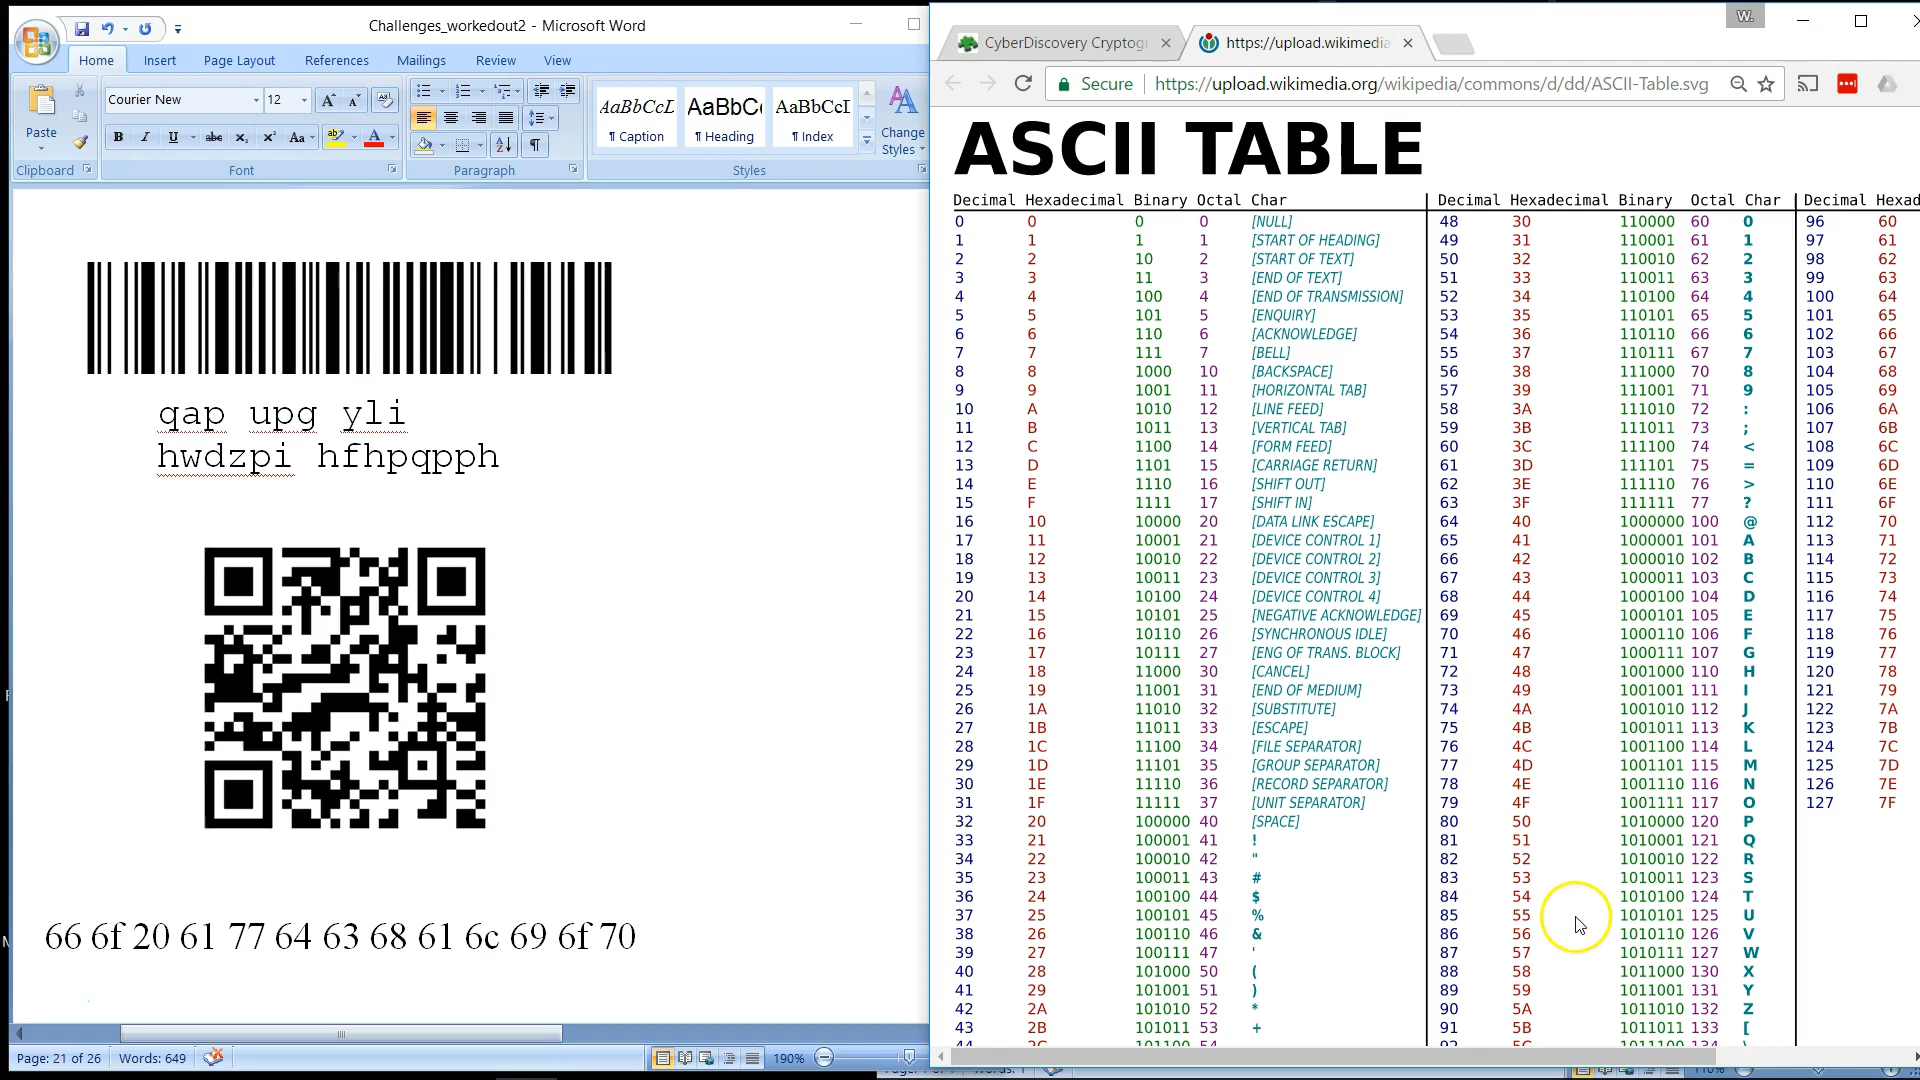 Challenges_workedout2 - Microsoft Word
Home Insert Page Layout References Mailings Review View
Paste
Clipboard
Courier New 12
B I U abc X₂ X² Aa A
Font
Paragraph
AaBbCcL AaBbCc AaBbCcI
¶ Caption ¶ Heading ¶ Index
Change Styles
Styles
qap upg yli
hwdzpi hfhpqpph
66 6f 20 61 77 64 63 68 61 6c 69 6f 70
Page: 21 of 26 Words: 649 190%
W.
CyberDiscovery Cryptog https://upload.wikimedia
Secure https://upload.wikimedia.org/wikipedia/commons/d/dd/ASCII-Table.svg
ASCII TABLE
Decimal Hexadecimal Binary Octal Char Decimal Hexadecimal Binary Octal Char Decimal Hexad
0 0 0 0 [NULL] 48 30 110000 60 0 96 60
1 1 1 1 [START OF HEADING] 49 31 110001 61 1 97 61
2 2 10 2 [START OF TEXT] 50 32 110010 62 2 98 62
3 3 11 3 [END OF TEXT] 51 33 110011 63 3 99 63
4 4 100 4 [END OF TRANSMISSION] 52 34 110100 64 4 100 64
5 5 101 5 [ENQUIRY] 53 35 110101 65 5 101 65
6 6 110 6 [ACKNOWLEDGE] 54 36 110110 66 6 102 66
7 7 111 7 [BELL] 55 37 110111 67 7 103 67
8 8 1000 10 [BACKSPACE] 56 38 111000 70 8 104 68
9 9 1001 11 [HORIZONTAL TAB] 57 39 111001 71 9 105 69
10 A 1010 12 [LINE FEED] 58 3A 111010 72 : 106 6A
11 B 1011 13 [VERTICAL TAB] 59 3B 111011 73 ; 107 6B
12 C 1100 14 [FORM FEED] 60 3C 111100 74 < 108 6C
13 D 1101 15 [CARRIAGE RETURN] 61 3D 111101 75 = 109 6D
14 E 1110 16 [SHIFT OUT] 62 3E 111110 76 > 110 6E
15 F 1111 17 [SHIFT IN] 63 3F 111111 77 ? 111 6F
16 10 10000 20 [DATA LINK ESCAPE] 64 40 1000000 100 @ 112 70
17 11 10001 21 [DEVICE CONTROL 1] 65 41 1000001 101 A 113 71
18 12 10010 22 [DEVICE CONTROL 2] 66 42 1000010 102 B 114 72
19 13 10011 23 [DEVICE CONTROL 3] 67 43 1000011 103 C 115 73
20 14 10100 24 [DEVICE CONTROL 4] 68 44 1000100 104 D 116 74
21 15 10101 25 [NEGATIVE ACKNOWLEDGE] 69 45 1000101 105 E 117 75
22 16 10110 26 [SYNCHRONOUS IDLE] 70 46 1000110 106 F 118 76
23 17 10111 27 [ENG OF TRANS. BLOCK] 71 47 1000111 107 G 119 77
24 18 11000 30 [CANCEL] 72 48 1001000 110 H 120 78
25 19 11001 31 [END OF MEDIUM] 73 49 1001001 111 I 121 79
26 1A 11010 32 [SUBSTITUTE] 74 4A 1001010 112 J 122 7A
27 1B 11011 33 [ESCAPE] 75 4B 1001011 113 K 123 7B
28 1C 11100 34 [FILE SEPARATOR] 76 4C 1001100 114 L 124 7C
29 1D 11101 35 [GROUP SEPARATOR] 77 4D 1001101 115 M 125 7D
30 1E 11110 36 [RECORD SEPARATOR] 78 4E 1001110 116 N 126 7E
31 1F 11111 37 [UNIT SEPARATOR] 79 4F 1001111 117 O 127 7F
32 20 100000 40 [SPACE] 80 50 1010000 120 P
33 21 100001 41 ! 81 51 1010001 121 Q
34 22 100010 42 " 82 52 1010010 122 R
35 23 100011 43 # 83 53 1010011 123 S
36 24 100100 44 $ 84 54 1010100 124 T
37 25 100101 45 % 85 55 1010101 125 U
38 26 100110 46 & 86 56 1010110 126 V
39 27 100111 47 ' 87 57 1010111 127 W
40 28 101000 50 ( 88 58 1011000 130 X
41 29 101001 51 ) 89 59 1011001 131 Y
42 2A 101010 52 * 90 5A 1011010 132 Z
43 2B 101011 53 + 91 5B 1011011 133 [